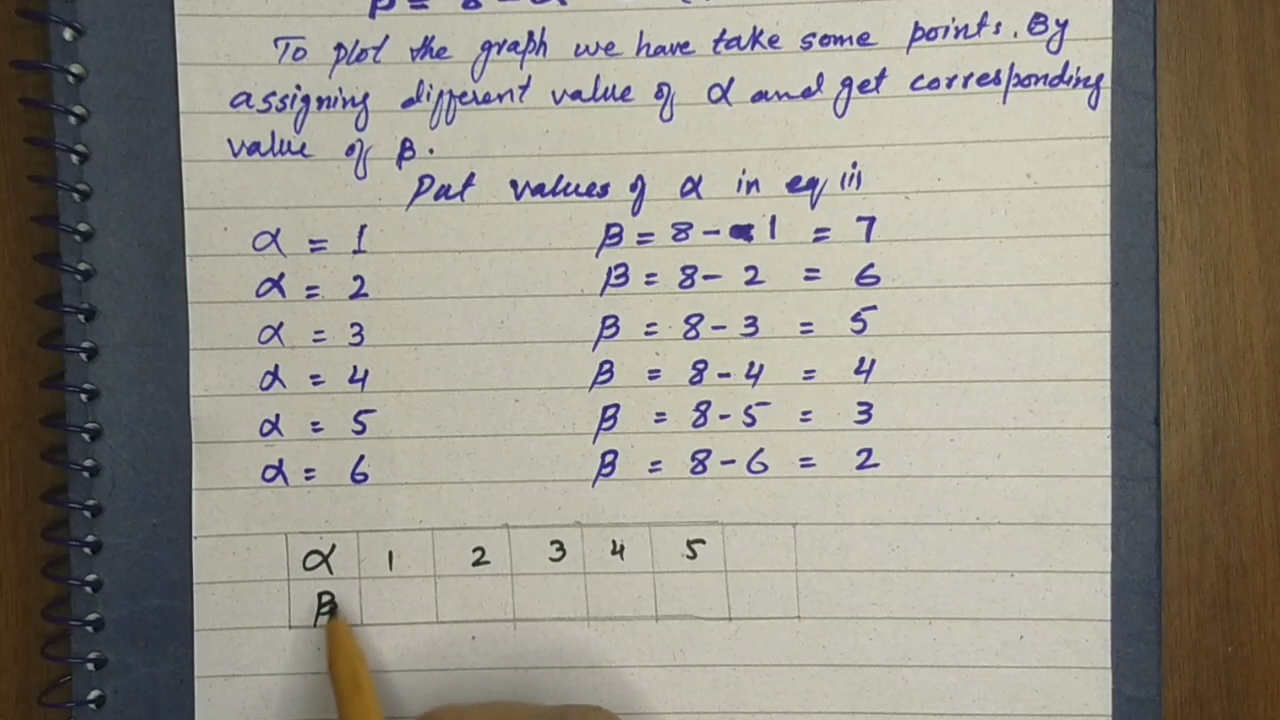 To plot the graph we have take some points. By
assigning different value of α and get corresponding
value of β.
Put values of α in eq ii
α = 1 β = 8 - 1 = 7
α = 2 β = 8 - 2 = 6
α = 3 β = 8 - 3 = 5
α = 4 β = 8 - 4 = 4
α = 5 β = 8 - 5 = 3
α = 6 β = 8 - 6 = 2
α 1 2 3 4 5
β